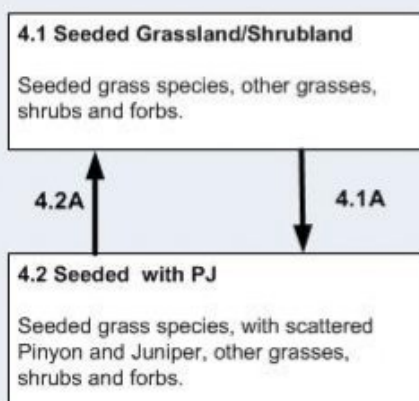 4.1 Seeded Grassland/Shrubland
Seeded grass species, other grasses,
shrubs and forbs.
4.2A
4.1A
4.2 Seeded with PJ
Seeded grass species, with scattered
Pinyon and Juniper, other grasses,
shrubs and forbs.